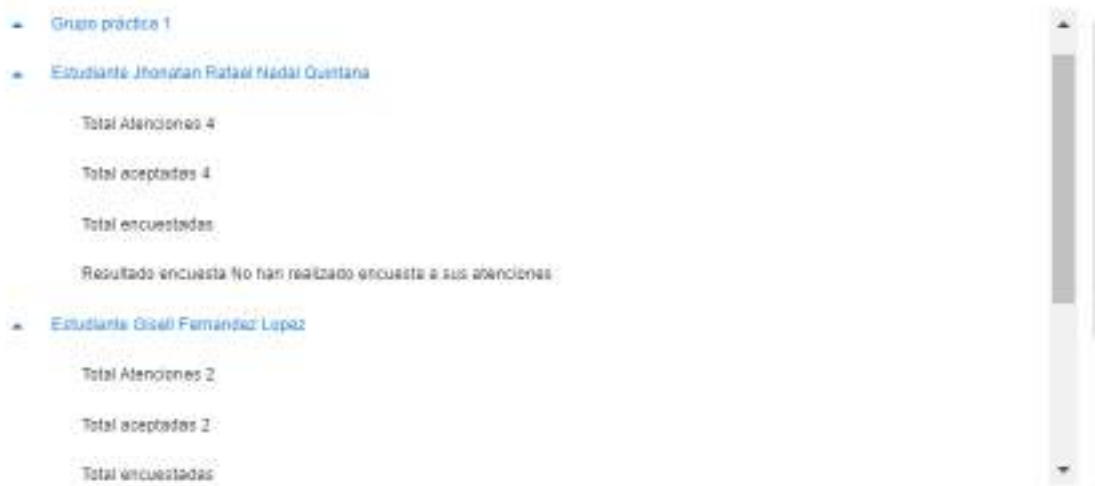 Grupo práctica 1
Estudiante Jhonatan Rafael Nadal Quintana
Total Atenciones 4
Total aceptadas 4
Total encuestadas
Resultado encuesta No han realizado encuesta a sus atenciones
Estudiante Gisell Fernandez Lopez
Total Atenciones 2
Total aceptadas 2
Total encuestadas